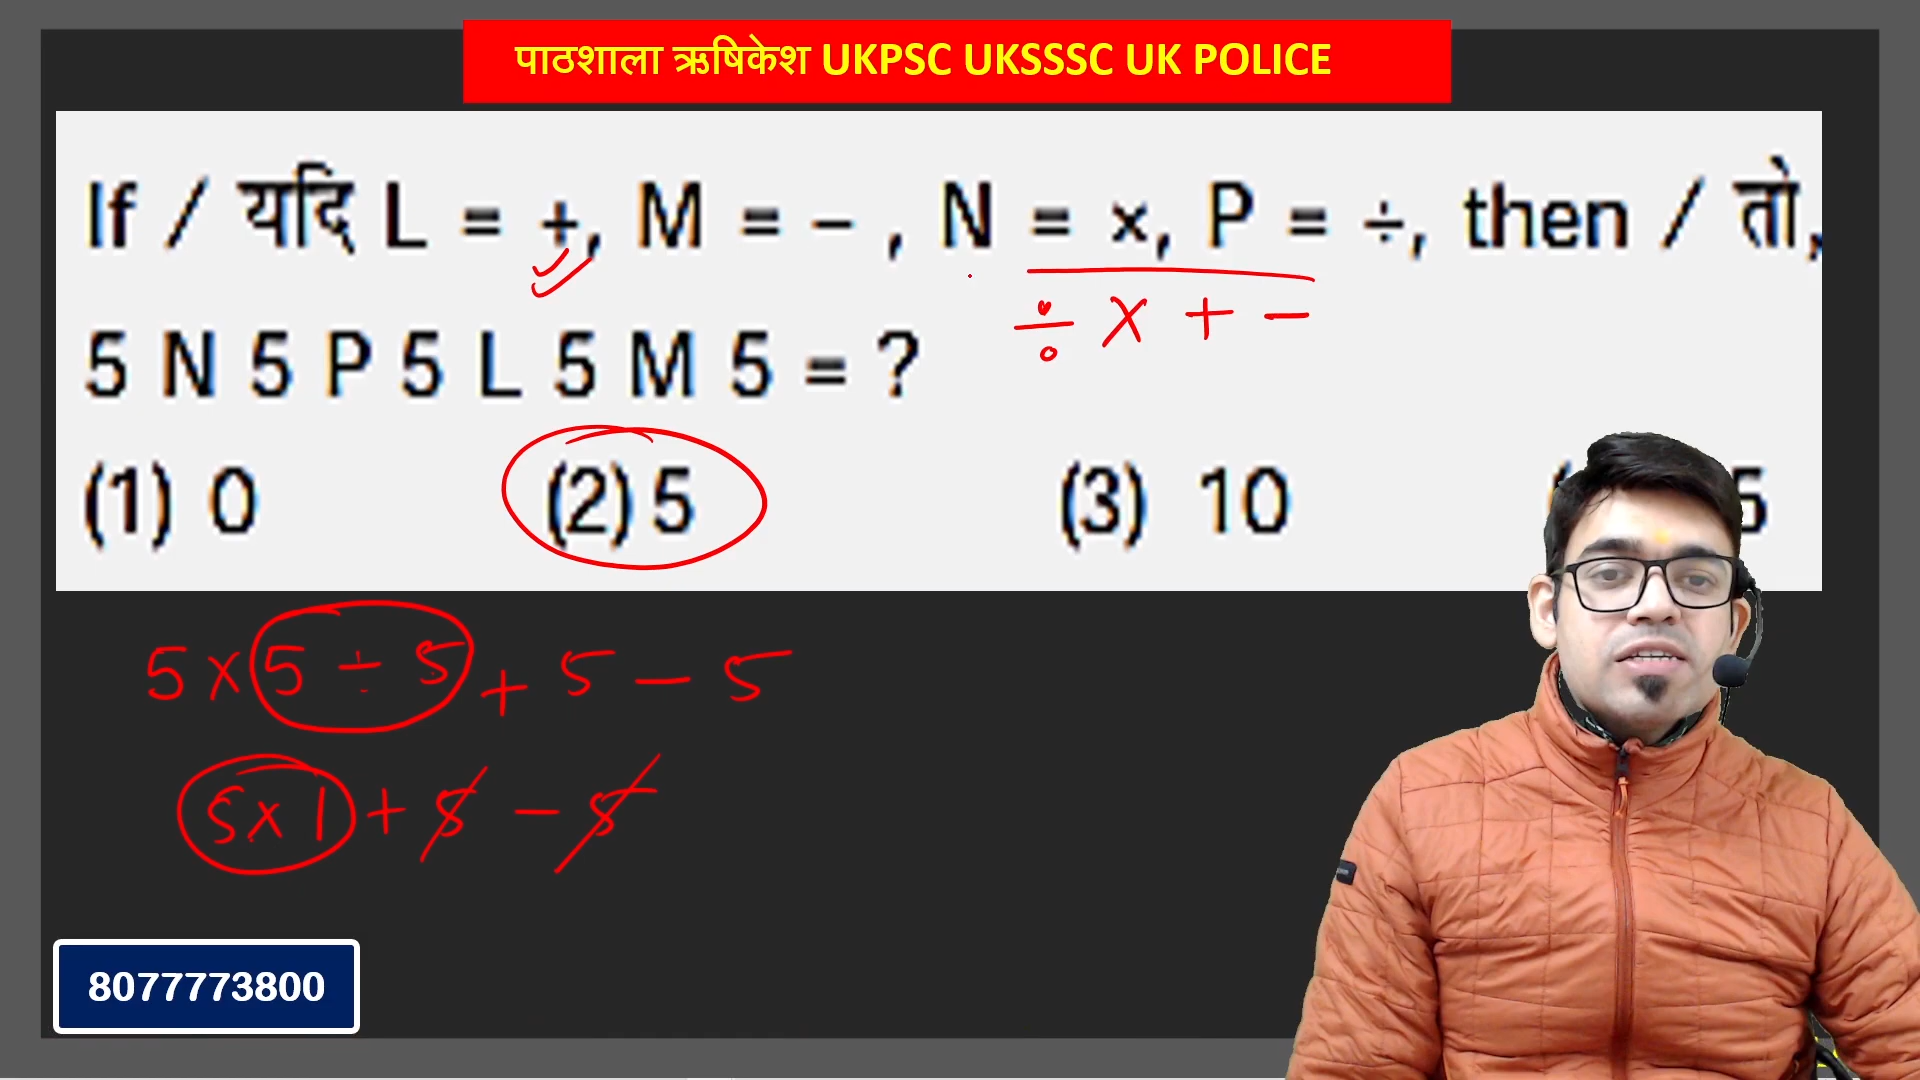 पाठशाला ऋषिकेश UKPSC UKSSSC UK POLICE
If / यदि L = +, M = − , N = ×, P = ÷, then / तो,
÷ × + −
5 N 5 P 5 L 5 M 5 = ?
(1) 0 (2) 5 (3) 10 ( 5
5 × 5 ÷ 5 + 5 − 5
5 × 1 + 5 − 5
8077773800